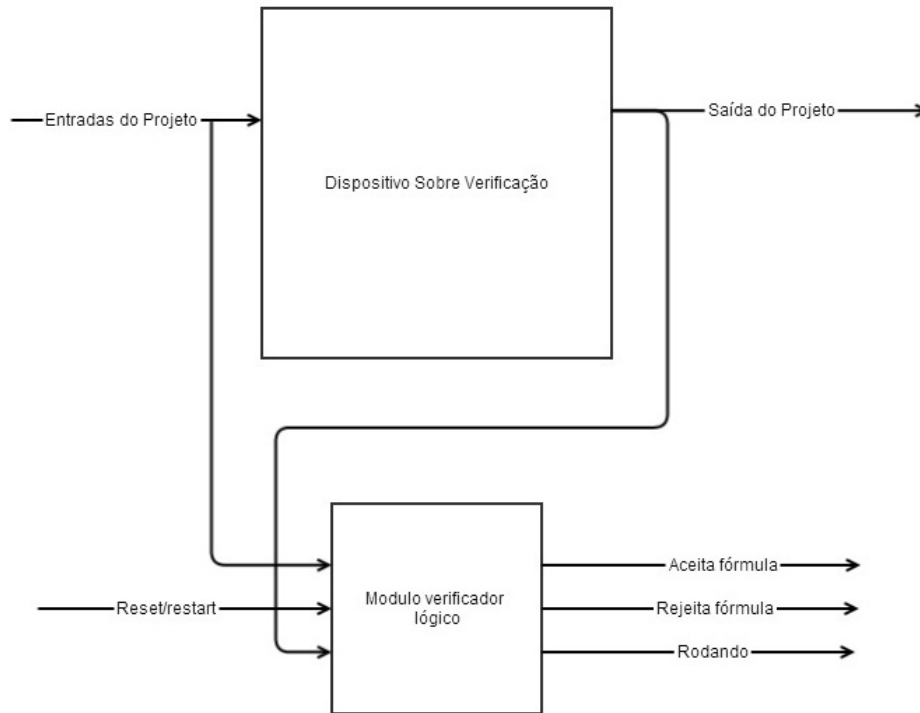 Entradas do Projeto
Saída do Projeto
Dispositivo Sobre Verificação
Aceita fórmula
Reset/restart
Modulo verificador
lógico
Rejeita fórmula
Rodando